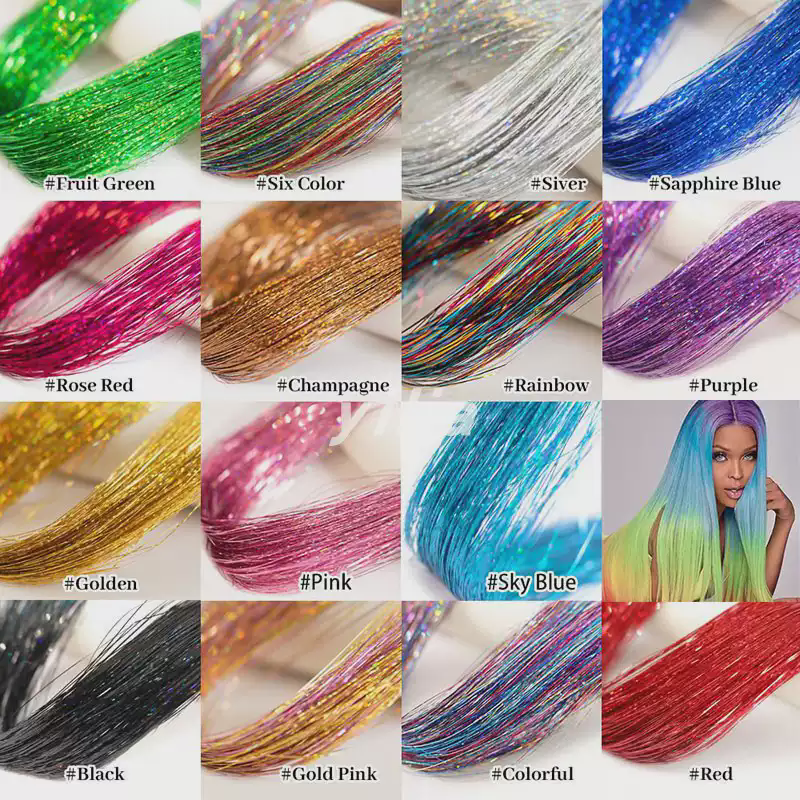 #Fruit Green
#Six Color
#Siver
#Sapphire Blue
#Rose Red
#Champagne
#Rainbow
#Purple
#Golden
#Pink
#Sky Blue
#Black
#Gold Pink
#Colorful
#Red